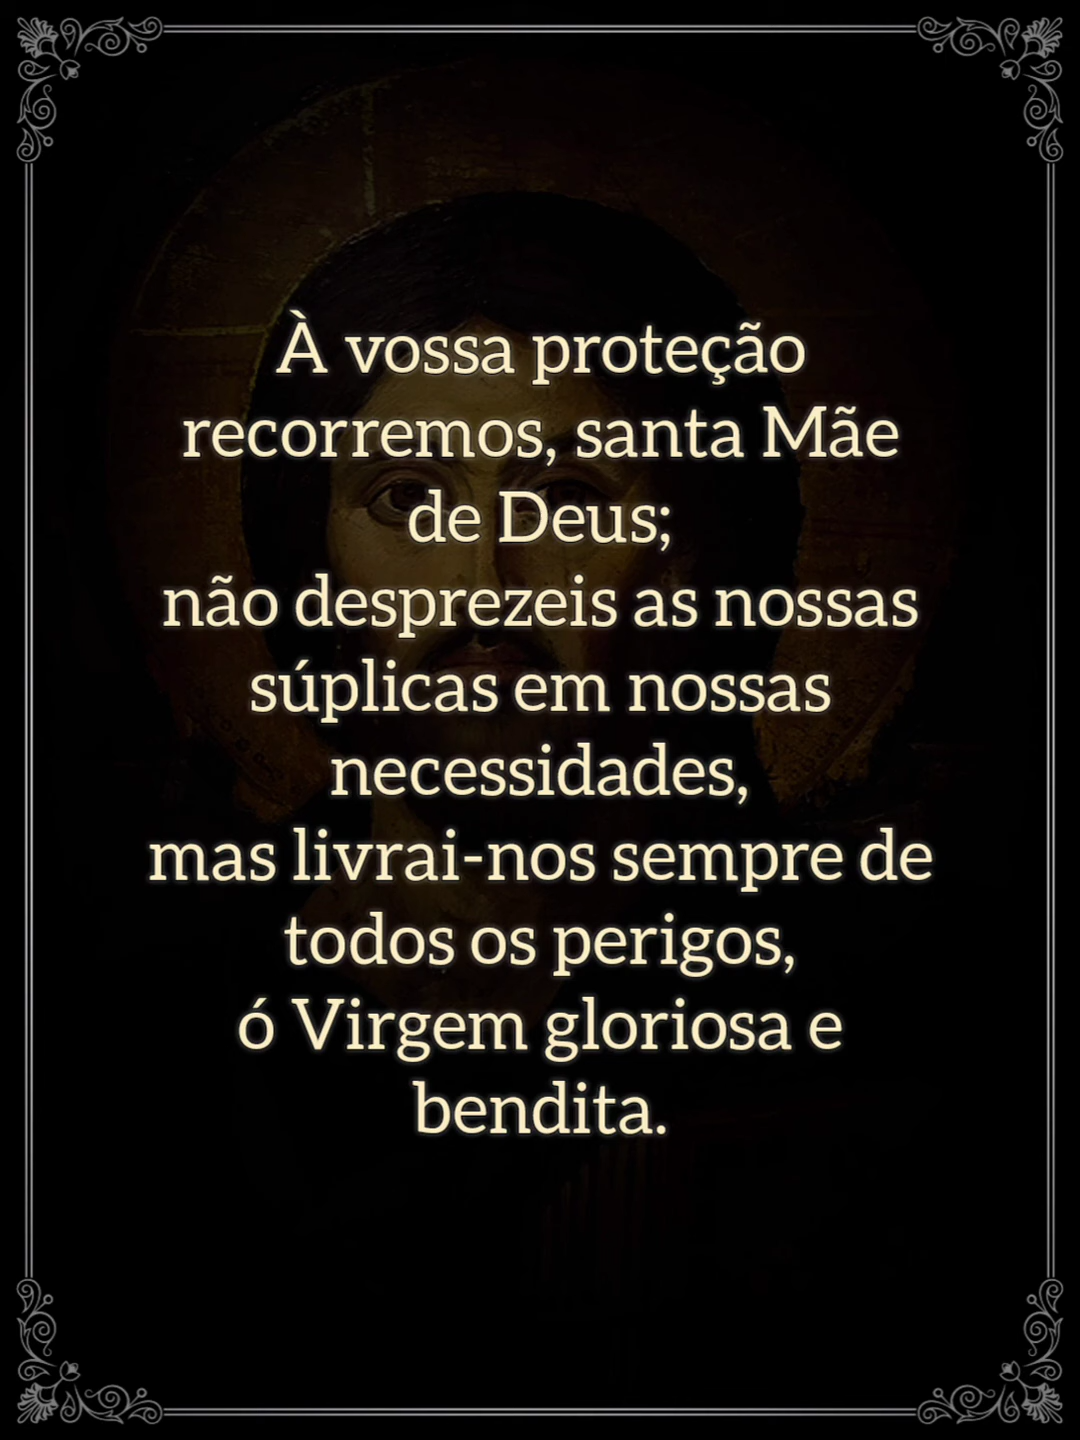 À vossa proteção
recorremos, santa Mãe
de Deus;
não desprezeis as nossas
súplicas em nossas
necessidades,
mas livrai-nos sempre de
todos os perigos,
ó Virgem gloriosa e
bendita.